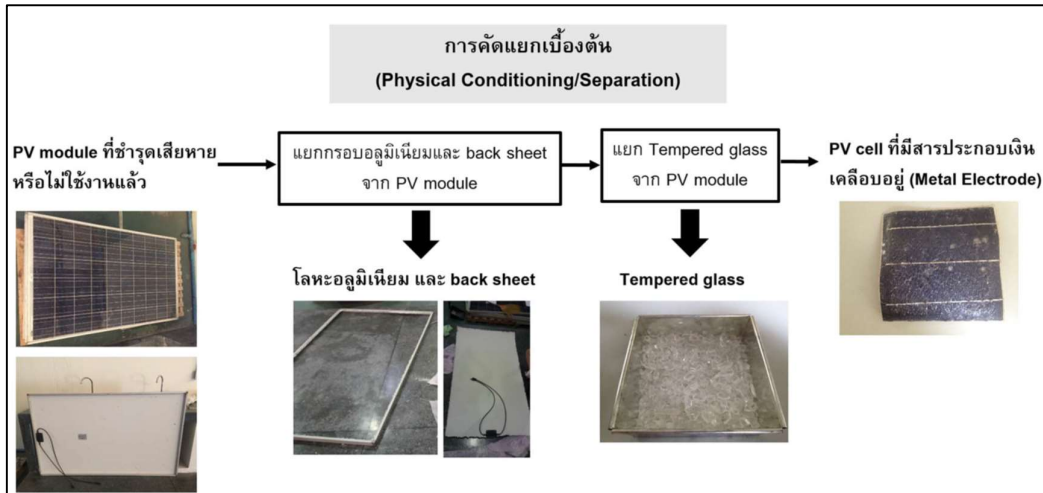 การคัดแยกเบื้องต้น
(Physical Conditioning/Separation)
PV module ที่ชำรุดเสียหาย
หรือไม่ใช้งานแล้ว
แยกกรอบอลูมิเนียมและ back sheet
จาก PV module
แยก Tempered glass
จาก PV module
PV cell ที่มีสารประกอบเงิน
เคลือบอยู่ (Metal Electrode)
โลหะอลูมิเนียม และ back sheet
Tempered glass